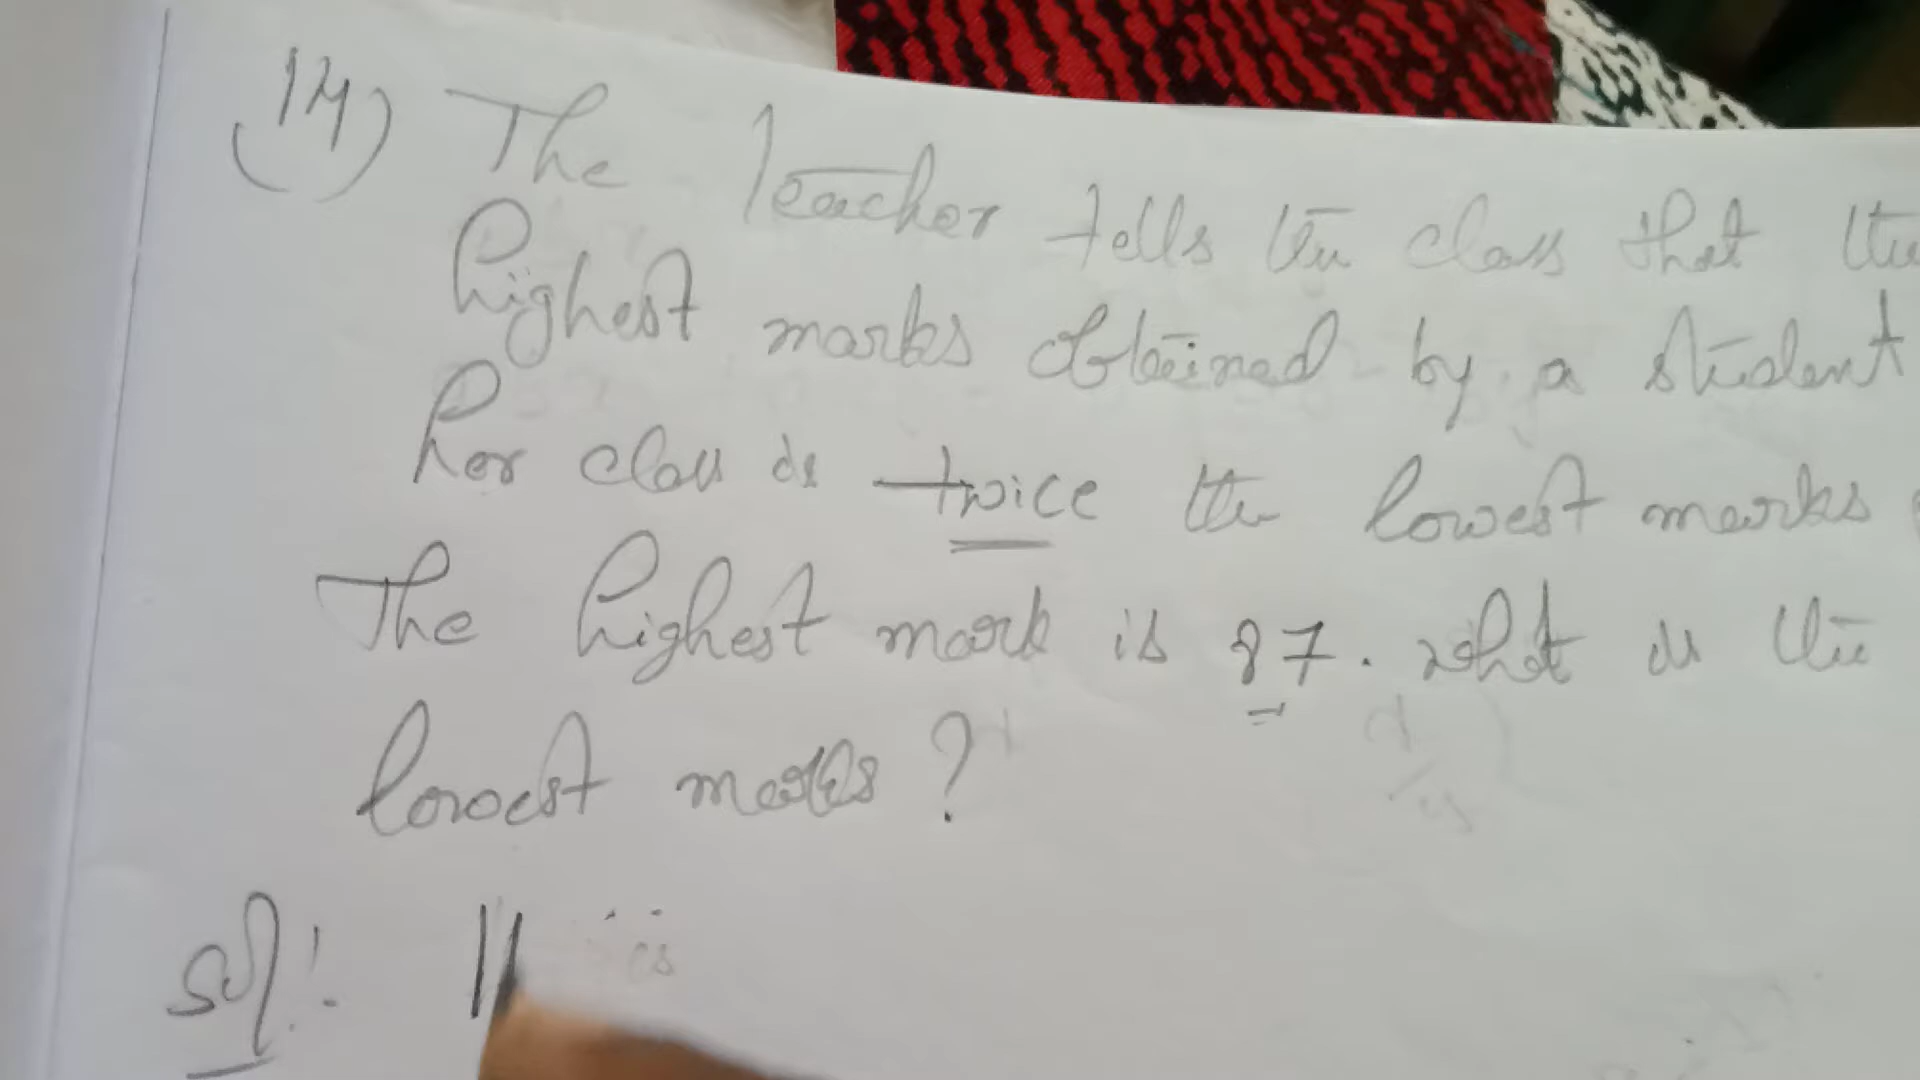 14) The Teacher tells the class that the
highest marks obtained by a student
her class is twice the lowest marks
The highest mark is 87. what is the
lowest marks?
Sol: